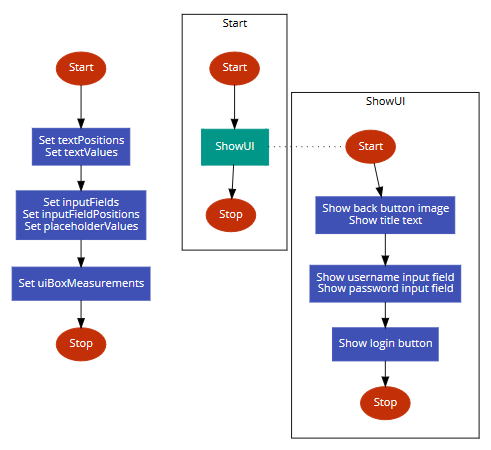 Start
Set textPositions
Set textValues
Set inputFields
Set inputFieldPositions
Set placeholderValues
Set uiBoxMeasurements
Stop
Start
Start
ShowUI
Stop
ShowUI
Start
Show back button image
Show title text
Show username input field
Show password input field
Show login button
Stop